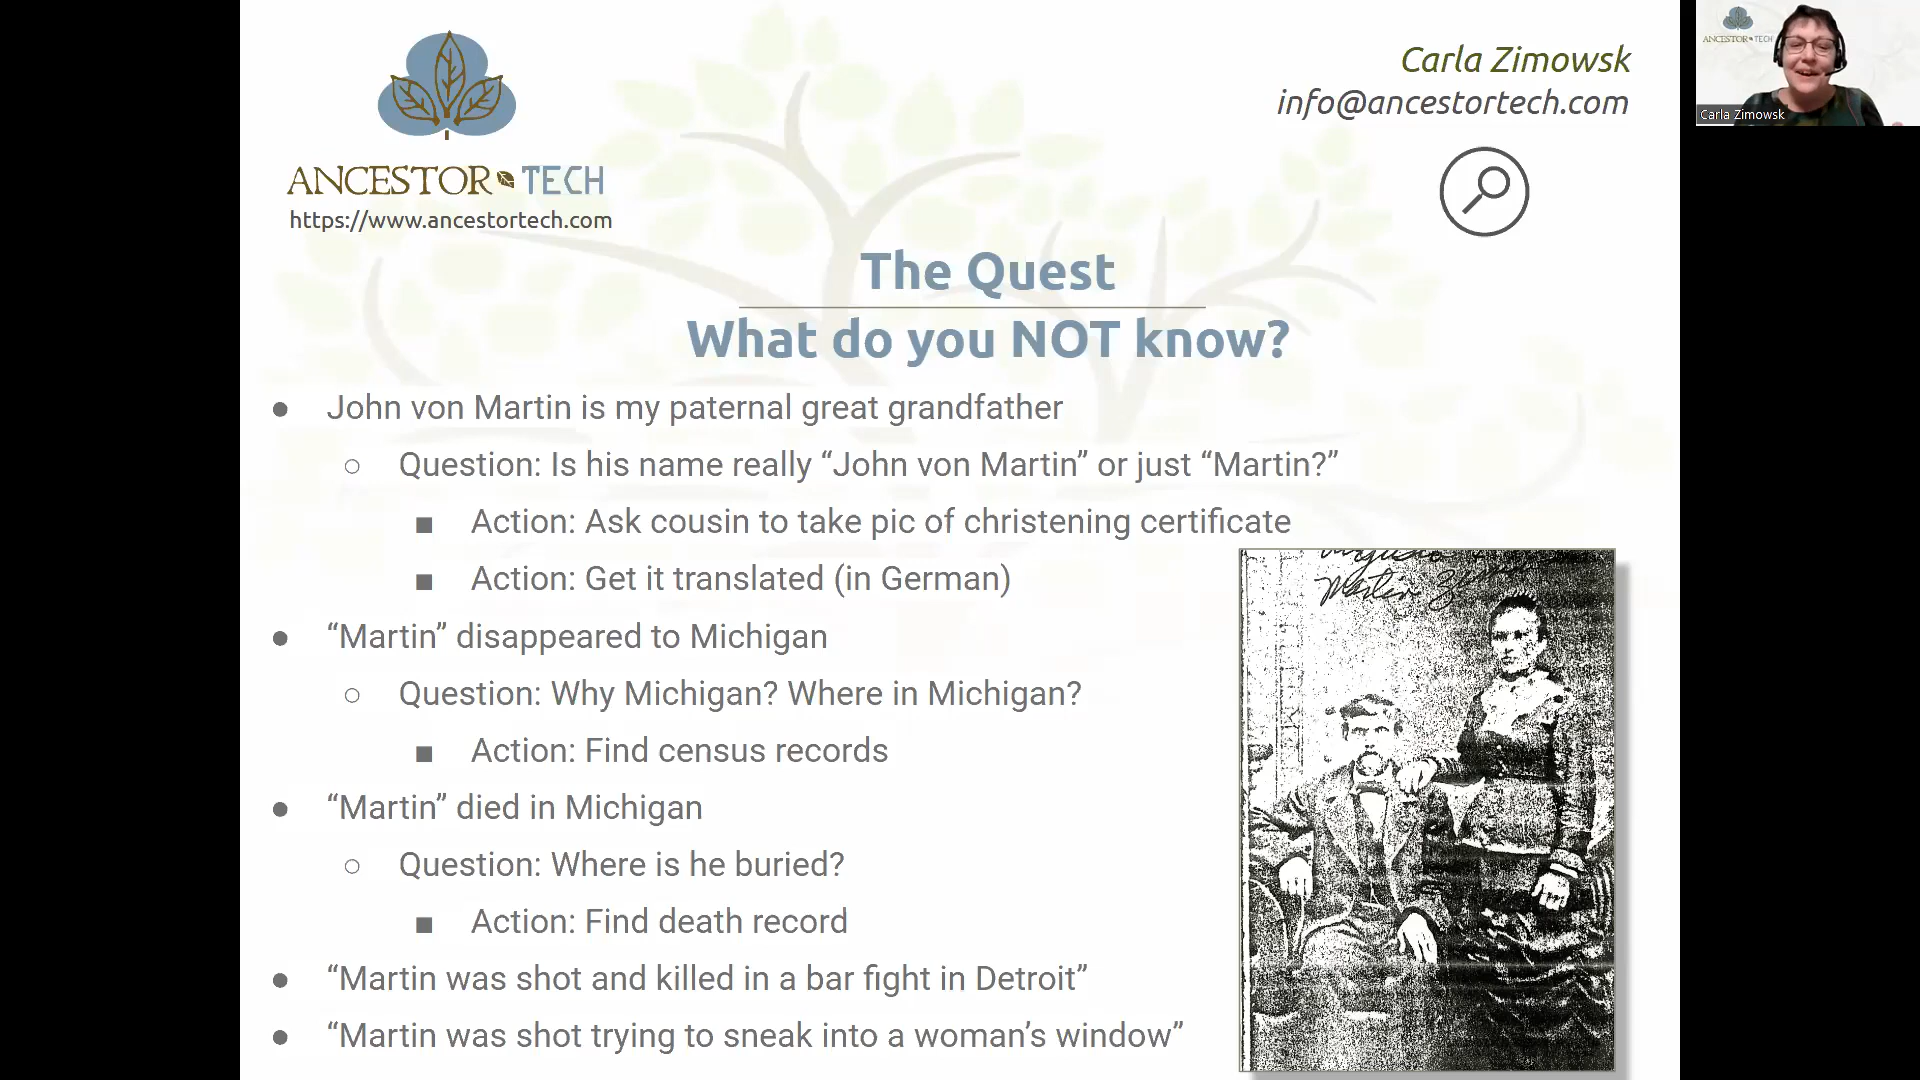 Carla Zimowsk
info@ancestortech.com
ANCESTOR TECH
https://www.ancestortech.com
The Quest
What do you NOT know?
● John von Martin is my paternal great grandfather
○ Question: Is his name really “John von Martin” or just “Martin?”
■ Action: Ask cousin to take pic of christening certificate
■ Action: Get it translated (in German)
● “Martin” disappeared to Michigan
○ Question: Why Michigan? Where in Michigan?
■ Action: Find census records
● “Martin” died in Michigan
○ Question: Where is he buried?
■ Action: Find death record
● “Martin was shot and killed in a bar fight in Detroit”
● “Martin was shot trying to sneak into a woman’s window”
Martin
ANCESTOR TECH
Carla Zimowsk